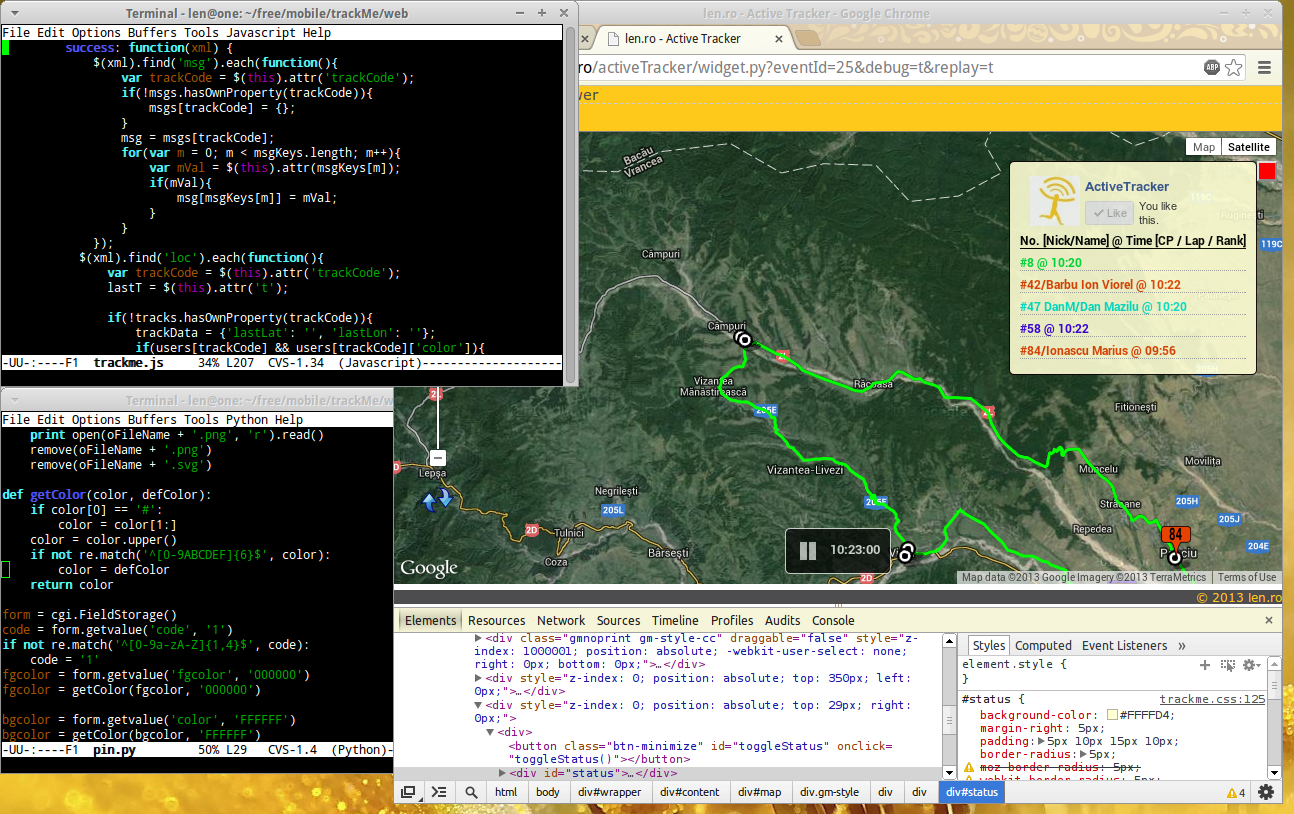 Terminal - len@one: ~/free/mobile/trackMe/web
File Edit Options Buffers Tools Javascript Help
success: function(xml) {
$(xml).find('msg').each(function(){
var trackCode = $(this).attr('trackCode');
if(!msgs.hasOwnProperty(trackCode)){
msgs[trackCode] = {};
}
msg = msgs[trackCode];
for(var m = 0; m < msgKeys.length; m++){
var mVal = $(this).attr(msgKeys[m]);
if(mVal){
msg[msgKeys[m]] = mVal;
}
}
});
$(xml).find('loc').each(function(){
var trackCode = $(this).attr('trackCode');
lastT = $(this).attr('t');
if(!tracks.hasOwnProperty(trackCode)){
trackData = {'lastLat': '', 'lastLon': ''};
if(users[trackCode] && users[trackCode]['color']){
-UU-:----F1 trackme.js 34% L207 CVS-1.34 (Javascript)--------------------
Terminal - len@one: ~/free/mobile/trackMe/w
File Edit Options Buffers Tools Python Help
print open(oFileName + '.png', 'r').read()
remove(oFileName + '.png')
remove(oFileName + '.svg')
def getColor(color, defColor):
if color[0] == '#':
color = color[1:]
color = color.upper()
if not re.match('^[0-9ABCDEF]{6}$', color):
color = defColor
return color
form = cgi.FieldStorage()
code = form.getvalue('code', '1')
if not re.match('^[0-9a-zA-Z]{1,4}$', code):
code = '1'
fgcolor = form.getvalue('fgcolor', '000000')
fgcolor = getColor(fgcolor, '000000')
bgcolor = form.getvalue('color', 'FFFFFF')
bgcolor = getColor(bgcolor, 'FFFFFF')
-UU-:----F1 pin.py 50% L29 CVS-1.4 (Python)-
len.ro - Active Tracker - Google Chrome
len.ro - Active Tracker
ro/activeTracker/widget.py?eventId=25&debug=t&replay=t
ABP
wer
Map Satellite
ActiveTracker
Like
You like
this.
No. [Nick/Name] @ Time [CP / Lap / Rank]
#8 @ 10:20
#42/Barbu Ion Viorel @ 10:22
#47 DanM/Dan Mazilu @ 10:20
#58 @ 10:22
#84/Ionascu Marius @ 09:56
119C
Bacău
Vrancea
Câmpuri
Câmpuri
2L
Vizantea
Mănăstirească
Răcoasa
205E
2L
Fitionești
Lepșa
Vizantea-Livezi
Muncelu
Movilița
Negrilești
205E
Străoane
205H
205L
205J
2D
Tulnici
Repedea
84
204E
Coza
Bârsești
10:23:00
2D
Google
Map data ©2013 Google Imagery ©2013 TerraMetrics
Terms of Use
© 2013 len.ro
Elements Resources Network Sources Timeline Profiles Audits Console
<div class="gmnoprint gm-style-cc" draggable="false" style="z-
index: 1000001; position: absolute; -webkit-user-select: none;
right: 0px; bottom: 0px;">…</div>
<div style="z-index: 0; position: absolute; top: 350px; left:
0px;">…</div>
<div style="z-index: 0; position: absolute; top: 29px; right:
0px;">
<div>
<button class="btn-minimize" id="toggleStatus" onclick=
"toggleStatus()"></button>
<div id="status">…</div>
Styles Computed Event Listeners »
element.style {
}
#status { trackme.css:125
background-color: #FFFFD4;
margin-right: 5px;
padding: 5px 10px 15px 10px;
border-radius: 5px;
moz-border-radius: 5px;
webkit-border-radius: 5px;
html body div#wrapper div#content div#map div.gm-style div div div#status
4